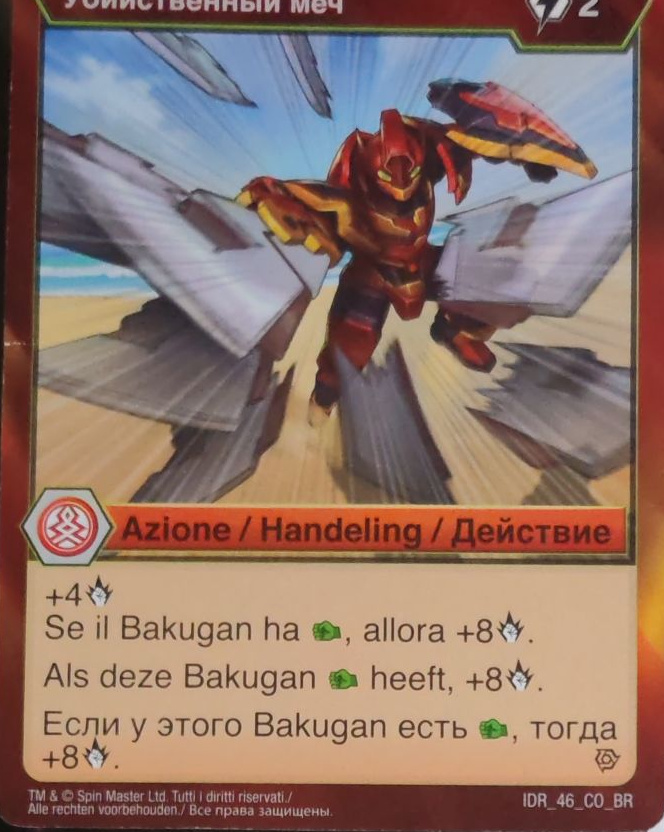 Убийственный меч 2
Azione / Handeling / Действие
+4
Se il Bakugan ha , allora +8 .
Als deze Bakugan heeft, +8 .
Если у этого Bakugan есть , тогда
+8 .
TM & © Spin Master Ltd. Tutti i diritti riservati./
Alle rechten voorbehouden./ Все права защищены.
IDR_46_CO_BR